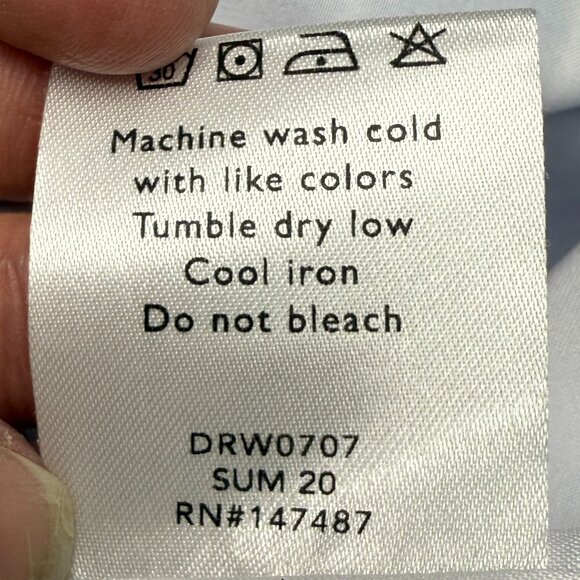 30
Machine wash cold
with like colors
Tumble dry low
Cool iron
Do not bleach
DRW0707
SUM 20
RN#147487